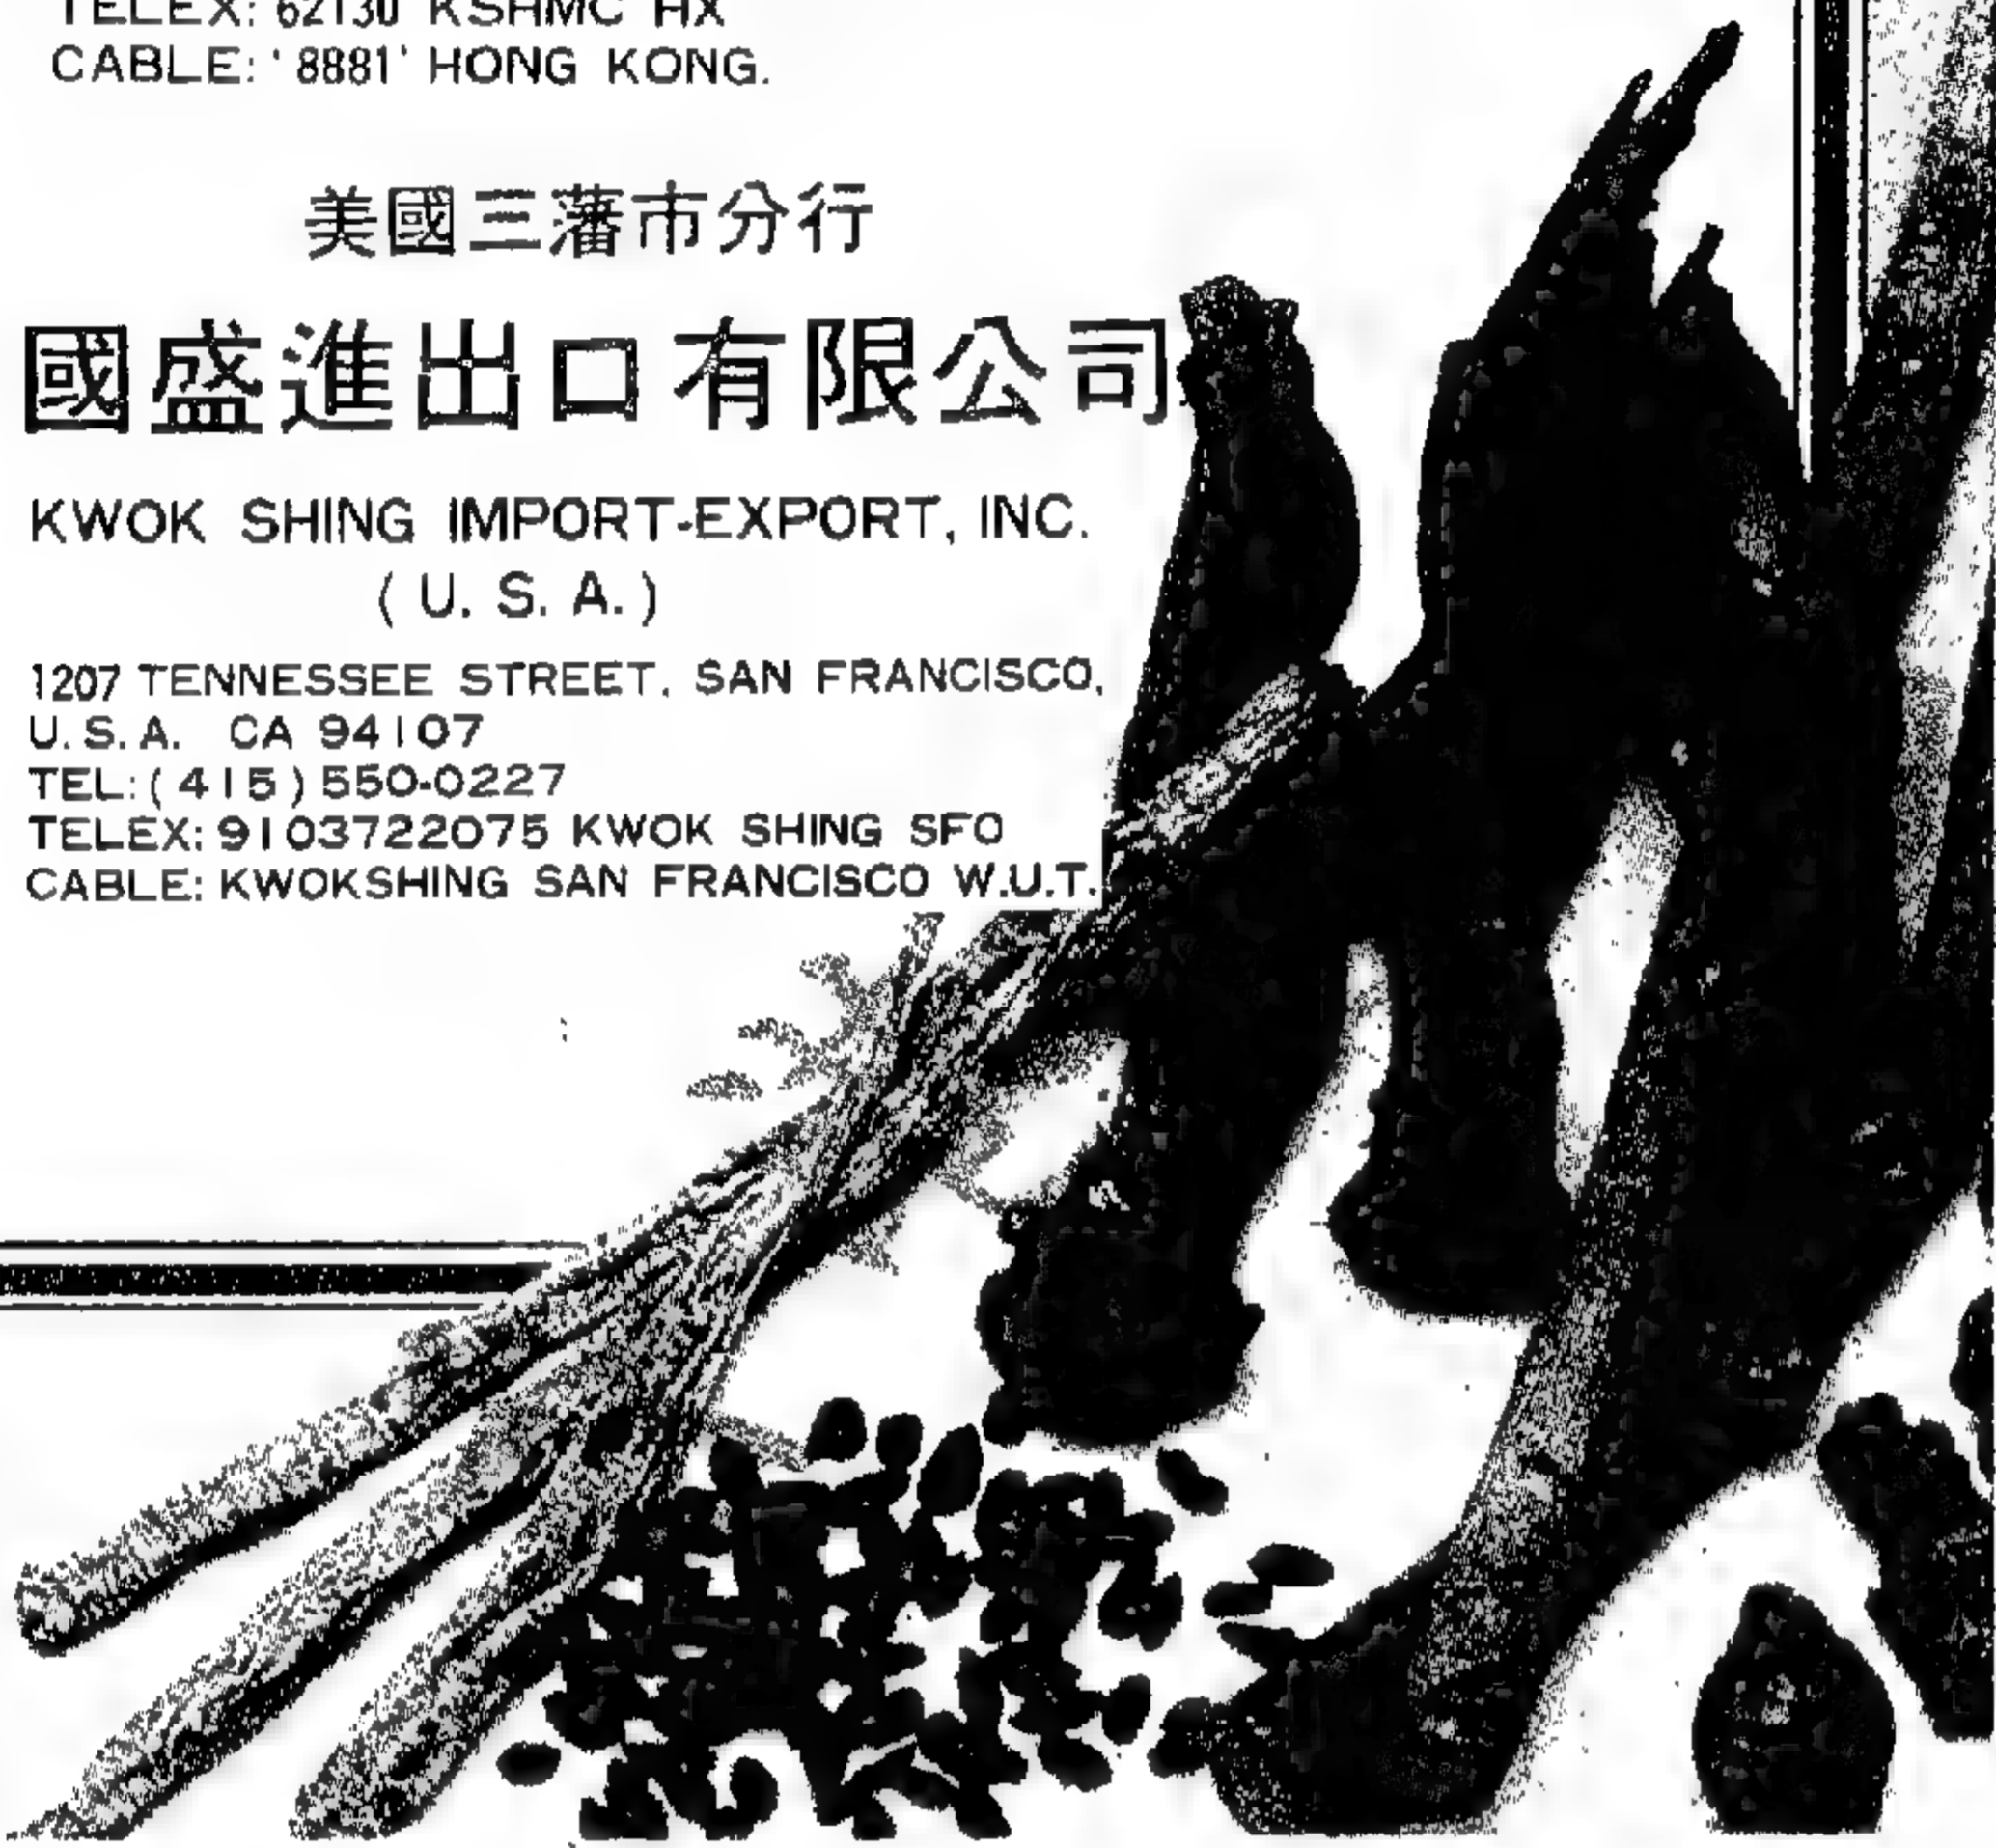 TELEX: 62130 KSHMC HX
CABLE: '8881' HONG KONG.
美國三藩市分行
國盛進出口有限公司
KWOK SHING IMPORT-EXPORT, INC.
(U.S.A.)
1207 TENNESSEE STREET, SAN FRANCISCO,
U.S.A. CA 94107
TEL:(415)550-0227
TELEX: 9103722075 KWOK SHING SFO
CABLE: KWOKSHING SAN FRANCISCO W.U.T.